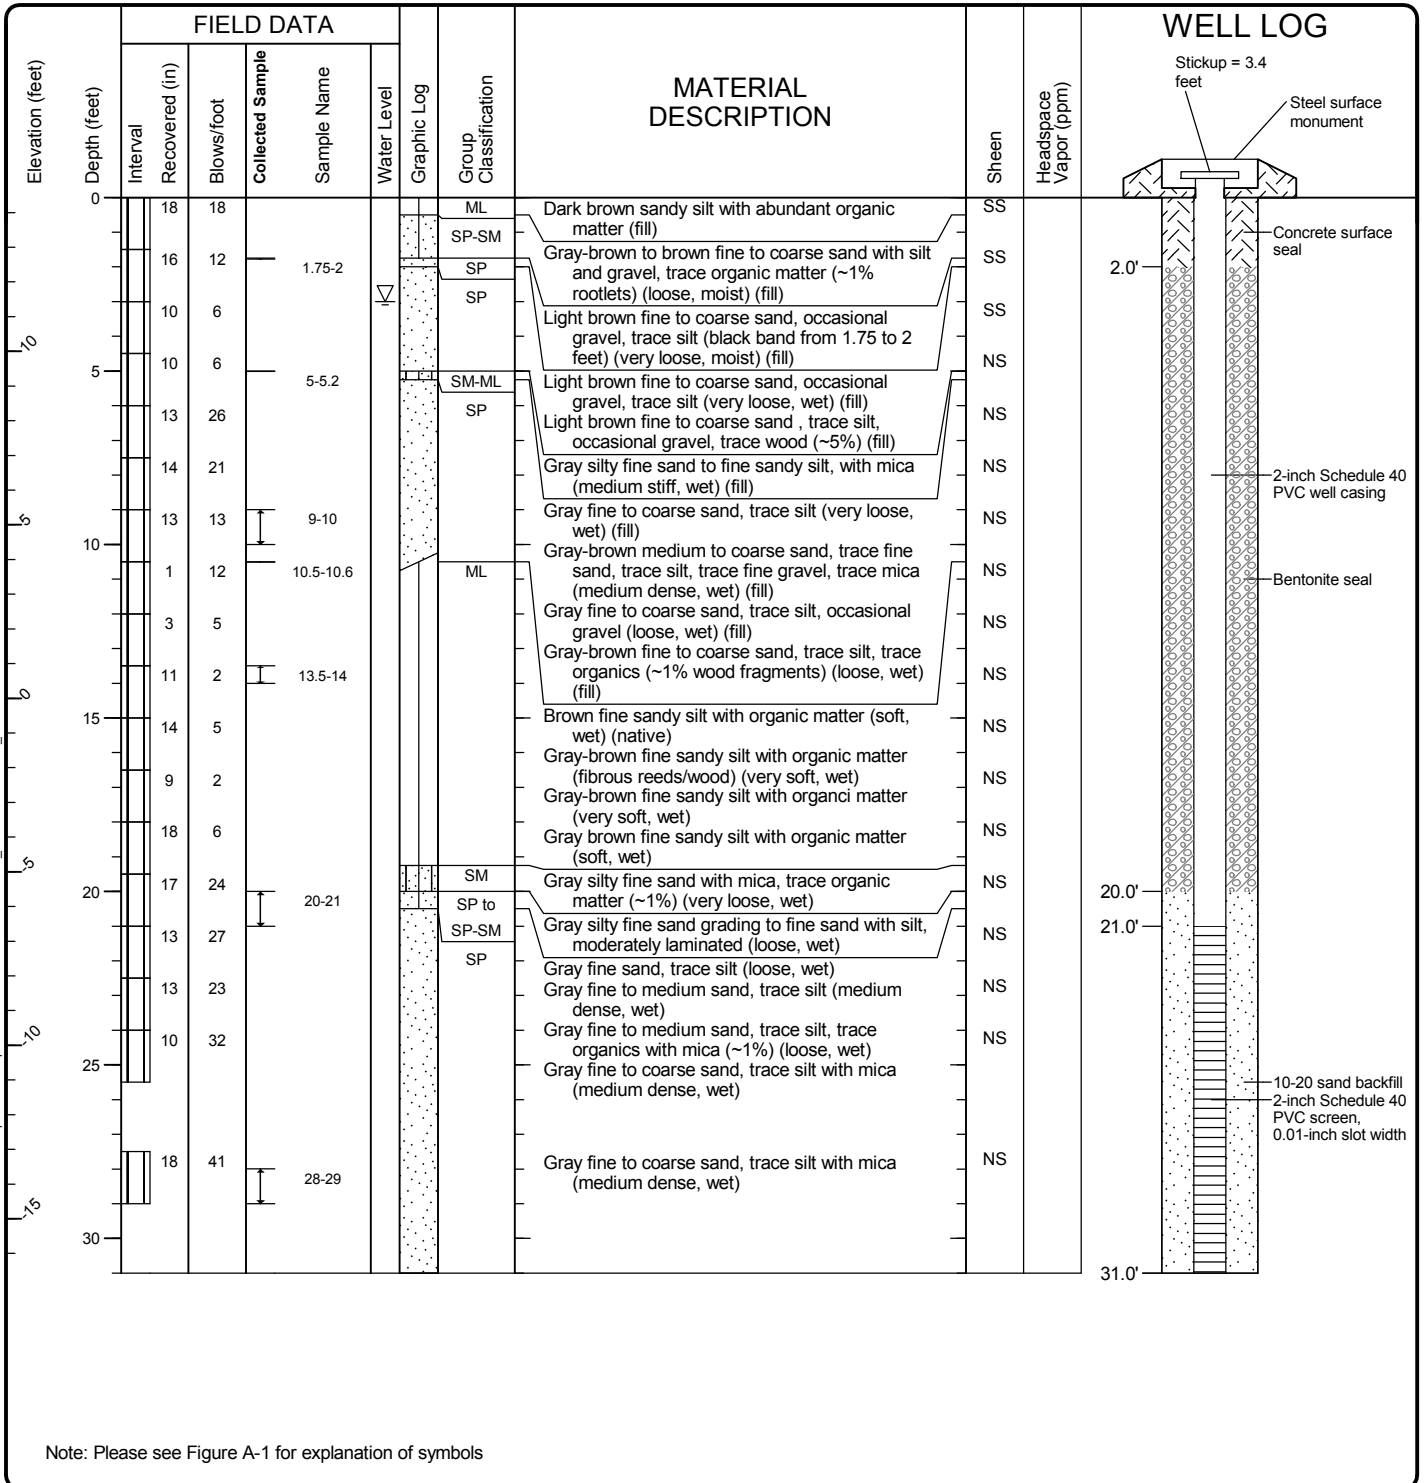 FIELD DATA
WELL LOG
Elevation (feet)
Depth (feet)
Interval
Recovered (in)
Blows/foot
Collected Sample
Sample Name
Water Level
Graphic Log
Group
Classification
MATERIAL
DESCRIPTION
Sheen
Headspace
Vapor (ppm)
Stickup = 3.4
feet
Steel surface
monument
0
18 18
ML
Dark brown sandy silt with abundant organic
matter (fill)
SS
SP-SM
Concrete surface
seal
16 12
1.75-2
SP
Gray-brown to brown fine to coarse sand with silt
and gravel, trace organic matter (~1%
rootlets) (loose, moist) (fill)
SS
2.0'
SP
10 6
SS
Light brown fine to coarse sand, occasional
gravel, trace silt (black band from 1.75 to 2
feet) (very loose, moist) (fill)
10
10 6
NS
5
5-5.2
SM-ML
Light brown fine to coarse sand, occasional
gravel, trace silt (very loose, wet) (fill)
13 26
SP
NS
Light brown fine to coarse sand , trace silt,
occasional gravel, trace wood (~5%) (fill)
14 21
Gray silty fine sand to fine sandy silt, with mica
(medium stiff, wet) (fill)
NS
2-inch Schedule 40
PVC well casing
5
13 13
9-10
Gray fine to coarse sand, trace silt (very loose,
wet) (fill)
NS
10
Gray-brown medium to coarse sand, trace fine
sand, trace silt, trace fine gravel, trace mica
(medium dense, wet) (fill)
1 12
10.5-10.6
ML
NS
Bentonite seal
3 5
Gray fine to coarse sand, trace silt, occasional
gravel (loose, wet) (fill)
NS
11 2
13.5-14
Gray-brown fine to coarse sand, trace silt, trace
organics (~1% wood fragments) (loose, wet)
(fill)
NS
0
15
14 5
Brown fine sandy silt with organic matter (soft,
wet) (native)
NS
9 2
Gray-brown fine sandy silt with organic matter
(fibrous reeds/wood) (very soft, wet)
NS
Gray-brown fine sandy silt with organci matter
(very soft, wet)
18 6
NS
Gray brown fine sandy silt with organic matter
(soft, wet)
-5
17 24
SM
Gray silty fine sand with mica, trace organic
matter (~1%) (very loose, wet)
NS
20
20-21
SP to
SP-SM
20.0'
21.0'
13 27
Gray silty fine sand grading to fine sand with silt,
moderately laminated (loose, wet)
NS
SP
Gray fine sand, trace silt (loose, wet)
13 23
Gray fine to medium sand, trace silt (medium
dense, wet)
NS
-10
10 32
Gray fine to medium sand, trace silt, trace
organics with mica (~1%) (loose, wet)
NS
25
Gray fine to coarse sand, trace silt with mica
(medium dense, wet)
10-20 sand backfill
2-inch Schedule 40
PVC screen,
0.01-inch slot width
18 41
28-29
Gray fine to coarse sand, trace silt with mica
(medium dense, wet)
NS
-15
30
31.0'
Note: Please see Figure A-1 for explanation of symbols